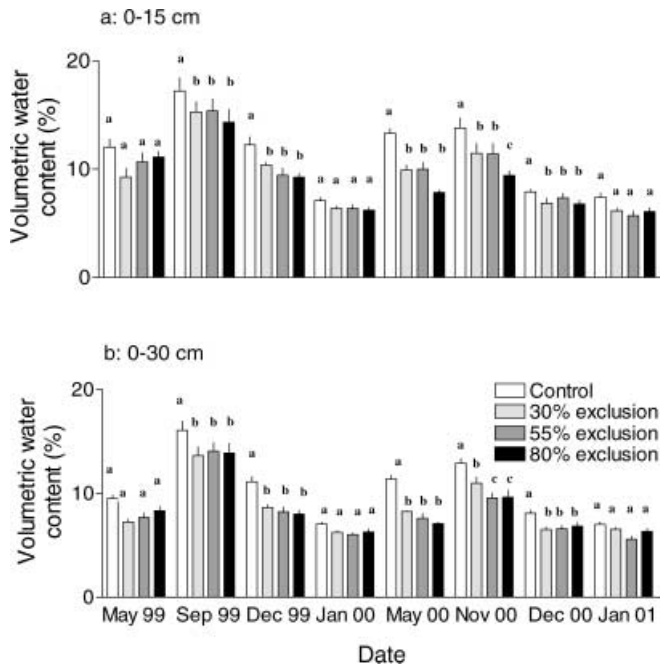 a: 0-15 cm
Volumetric water
content (%)
20
10
0
a a a a
a b b b
a b b b
a a a a
a b b b
a b b c
a b b b
a a a a
b: 0-30 cm
Volumetric water
content (%)
20
10
0
a a a a
a b b b
a b b b
a a a a
a b b b
a b c c
a b b b
a a a a
Control
30% exclusion
55% exclusion
80% exclusion
May 99 Sep 99 Dec 99 Jan 00 May 00 Nov 00 Dec 00 Jan 01
Date